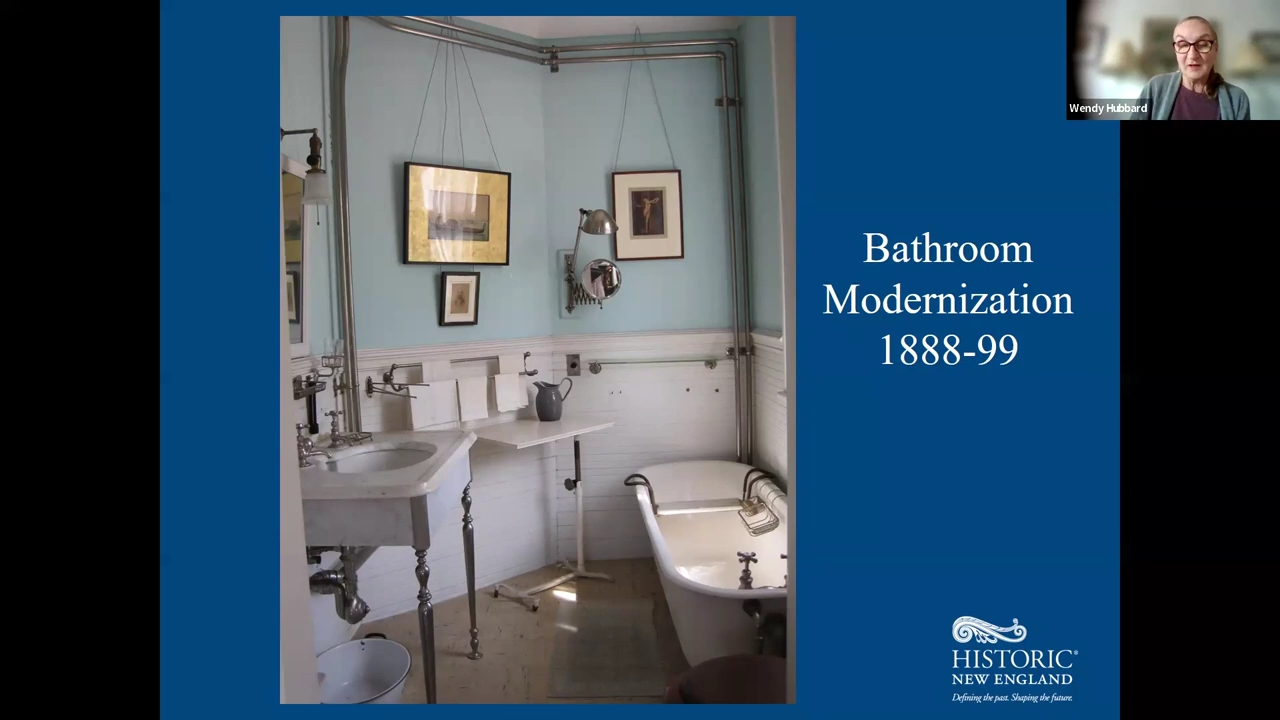 Wendy Hubbard
Bathroom
Modernization
1888-99
HISTORIC®
NEW ENGLAND
Defining the past. Shaping the future.